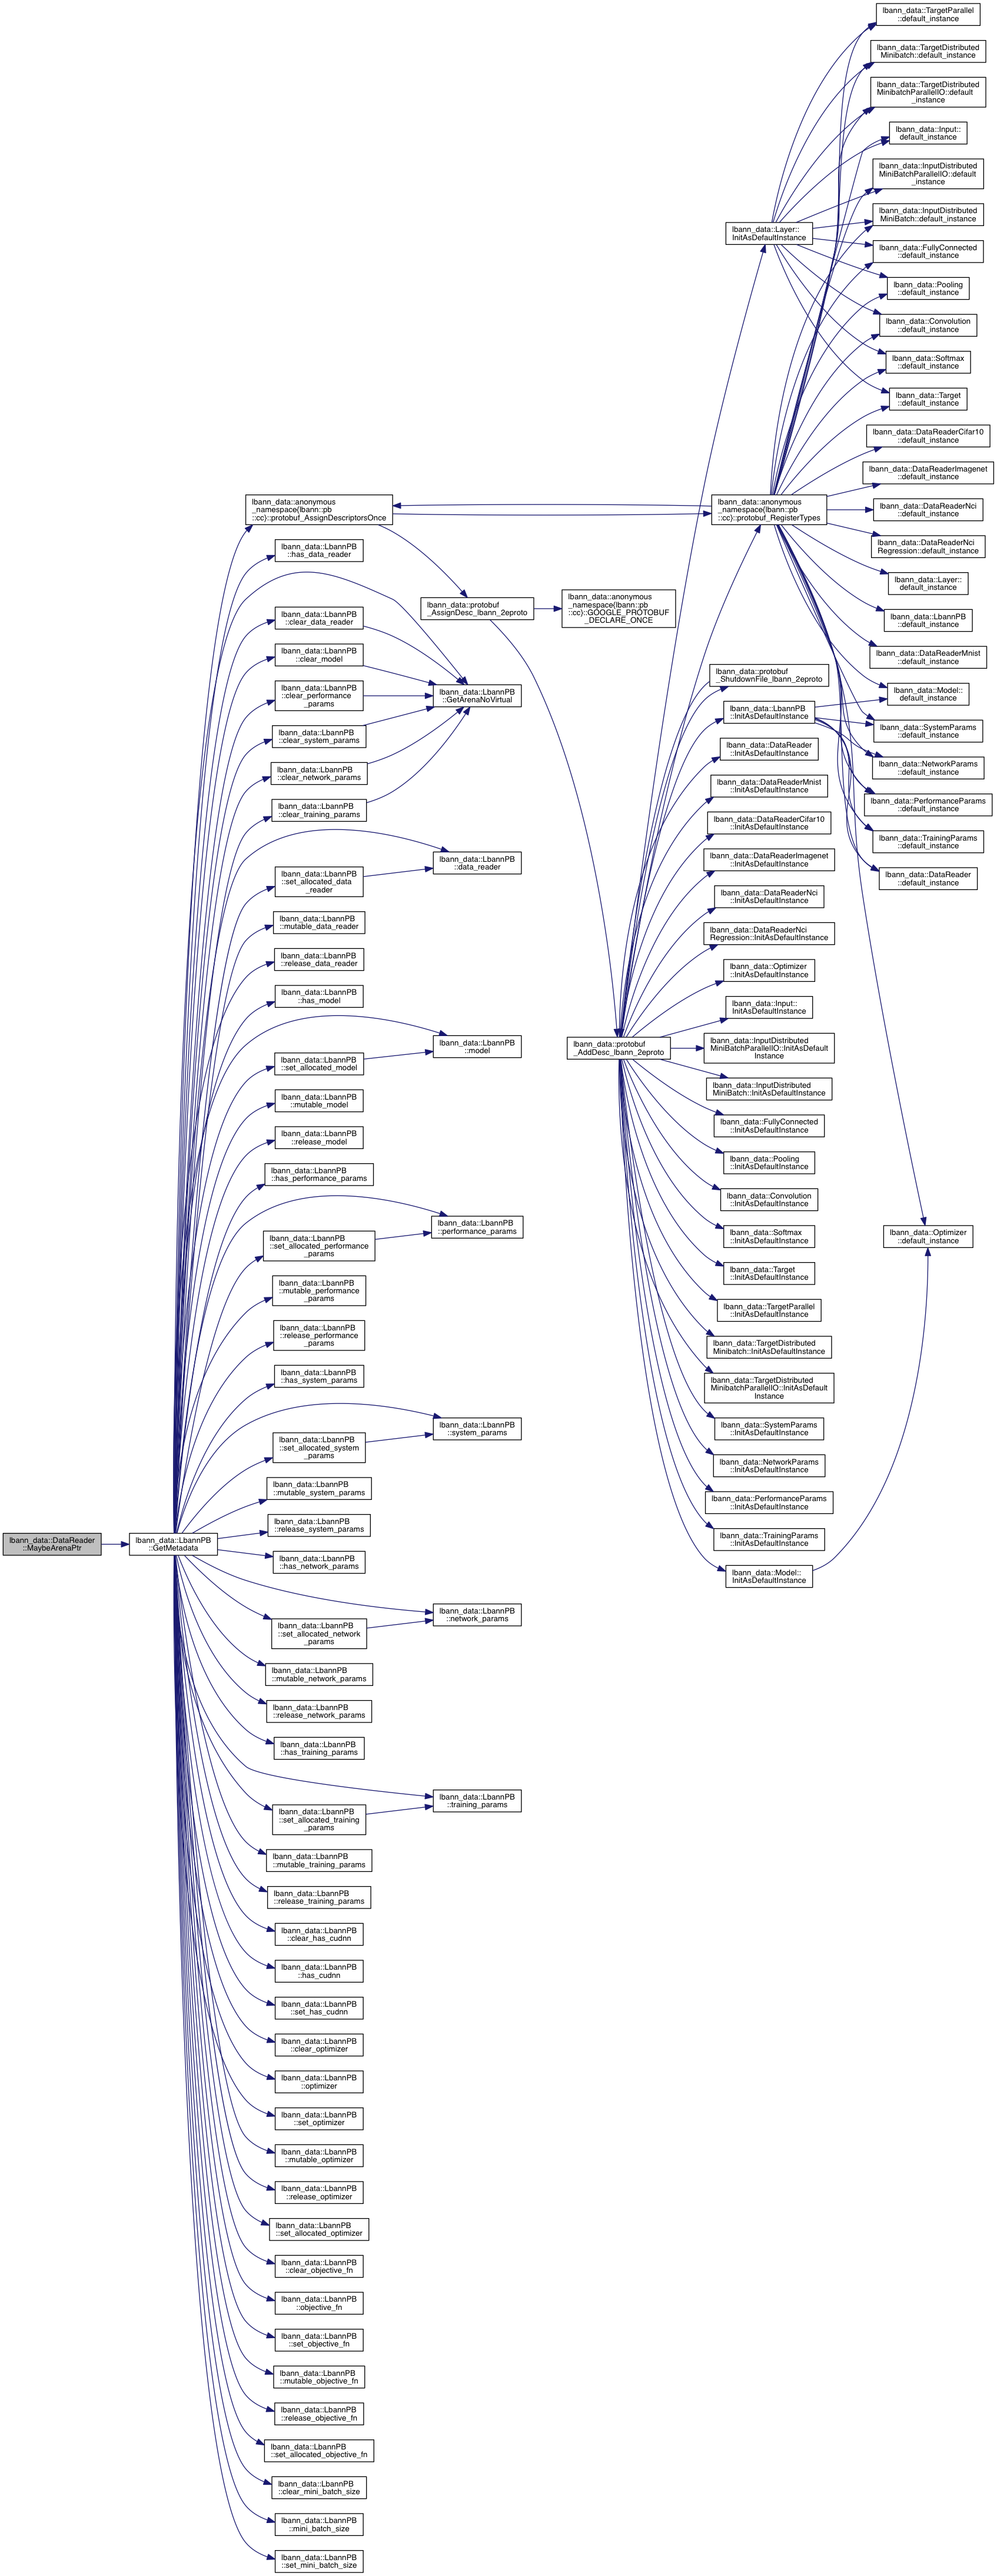 lbann_data::DataReader
::MaybeArenaPtr
lbann_data::LbannPB
::GetMetadata
lbann_data::anonymous
_namespace{lbann::pb
::cc}::protobuf_AssignDescriptorsOnce
lbann_data::LbannPB
::has_data_reader
lbann_data::LbannPB
::clear_data_reader
lbann_data::LbannPB
::clear_model
lbann_data::LbannPB
::clear_performance
_params
lbann_data::LbannPB
::clear_system_params
lbann_data::LbannPB
::clear_network_params
lbann_data::LbannPB
::clear_training_params
lbann_data::LbannPB
::set_allocated_data
_reader
lbann_data::LbannPB
::mutable_data_reader
lbann_data::LbannPB
::release_data_reader
lbann_data::LbannPB
::has_model
lbann_data::LbannPB
::set_allocated_model
lbann_data::LbannPB
::mutable_model
lbann_data::LbannPB
::release_model
lbann_data::LbannPB
::has_performance_params
lbann_data::LbannPB
::set_allocated_performance
_params
lbann_data::LbannPB
::mutable_performance
_params
lbann_data::LbannPB
::release_performance
_params
lbann_data::LbannPB
::has_system_params
lbann_data::LbannPB
::set_allocated_system
_params
lbann_data::LbannPB
::mutable_system_params
lbann_data::LbannPB
::release_system_params
lbann_data::LbannPB
::has_network_params
lbann_data::LbannPB
::set_allocated_network
_params
lbann_data::LbannPB
::mutable_network_params
lbann_data::LbannPB
::release_network_params
lbann_data::LbannPB
::has_training_params
lbann_data::LbannPB
::set_allocated_training
_params
lbann_data::LbannPB
::mutable_training_params
lbann_data::LbannPB
::release_training_params
lbann_data::LbannPB
::clear_has_cudnn
lbann_data::LbannPB
::has_cudnn
lbann_data::LbannPB
::set_has_cudnn
lbann_data::LbannPB
::clear_optimizer
lbann_data::LbannPB
::optimizer
lbann_data::LbannPB
::set_optimizer
lbann_data::LbannPB
::mutable_optimizer
lbann_data::LbannPB
::release_optimizer
lbann_data::LbannPB
::set_allocated_optimizer
lbann_data::LbannPB
::clear_objective_fn
lbann_data::LbannPB
::objective_fn
lbann_data::LbannPB
::set_objective_fn
lbann_data::LbannPB
::mutable_objective_fn
lbann_data::LbannPB
::release_objective_fn
lbann_data::LbannPB
::set_allocated_objective_fn
lbann_data::LbannPB
::clear_mini_batch_size
lbann_data::LbannPB
::mini_batch_size
lbann_data::LbannPB
::set_mini_batch_size
lbann_data::protobuf
_AssignDesc_lbann_2eproto
lbann_data::LbannPB
::GetArenaNoVirtual
lbann_data::LbannPB
::data_reader
lbann_data::LbannPB
::model
lbann_data::LbannPB
::performance_params
lbann_data::LbannPB
::system_params
lbann_data::LbannPB
::network_params
lbann_data::LbannPB
::training_params
lbann_data::anonymous
_namespace{lbann::pb
::cc}::GOOGLE_PROTOBUF
_DECLARE_ONCE
lbann_data::protobuf
_AddDesc_lbann_2eproto
lbann_data::Layer::
InitAsDefaultInstance
lbann_data::anonymous
_namespace{lbann::pb
::cc}::protobuf_RegisterTypes
lbann_data::protobuf
_ShutdownFile_lbann_2eproto
lbann_data::LbannPB
::InitAsDefaultInstance
lbann_data::DataReader
::InitAsDefaultInstance
lbann_data::DataReaderMnist
::InitAsDefaultInstance
lbann_data::DataReaderCifar10
::InitAsDefaultInstance
lbann_data::DataReaderImagenet
::InitAsDefaultInstance
lbann_data::DataReaderNci
::InitAsDefaultInstance
lbann_data::DataReaderNci
Regression::InitAsDefaultInstance
lbann_data::Optimizer
::InitAsDefaultInstance
lbann_data::Input::
InitAsDefaultInstance
lbann_data::InputDistributed
MiniBatchParallelIO::InitAsDefault
Instance
lbann_data::InputDistributed
MiniBatch::InitAsDefaultInstance
lbann_data::FullyConnected
::InitAsDefaultInstance
lbann_data::Pooling
::InitAsDefaultInstance
lbann_data::Convolution
::InitAsDefaultInstance
lbann_data::Softmax
::InitAsDefaultInstance
lbann_data::Target
::InitAsDefaultInstance
lbann_data::TargetParallel
::InitAsDefaultInstance
lbann_data::TargetDistributed
Minibatch::InitAsDefaultInstance
lbann_data::TargetDistributed
MinibatchParallelIO::InitAsDefault
Instance
lbann_data::SystemParams
::InitAsDefaultInstance
lbann_data::NetworkParams
::InitAsDefaultInstance
lbann_data::PerformanceParams
::InitAsDefaultInstance
lbann_data::TrainingParams
::InitAsDefaultInstance
lbann_data::Model::
InitAsDefaultInstance
lbann_data::TargetParallel
::default_instance
lbann_data::TargetDistributed
Minibatch::default_instance
lbann_data::TargetDistributed
MinibatchParallelIO::default
_instance
lbann_data::Input::
default_instance
lbann_data::InputDistributed
MiniBatchParallelIO::default
_instance
lbann_data::InputDistributed
MiniBatch::default_instance
lbann_data::FullyConnected
::default_instance
lbann_data::Pooling
::default_instance
lbann_data::Convolution
::default_instance
lbann_data::Softmax
::default_instance
lbann_data::Target
::default_instance
lbann_data::DataReaderCifar10
::default_instance
lbann_data::DataReaderImagenet
::default_instance
lbann_data::DataReaderNci
::default_instance
lbann_data::DataReaderNci
Regression::default_instance
lbann_data::Layer::
default_instance
lbann_data::LbannPB
::default_instance
lbann_data::DataReaderMnist
::default_instance
lbann_data::Model::
default_instance
lbann_data::SystemParams
::default_instance
lbann_data::NetworkParams
::default_instance
lbann_data::PerformanceParams
::default_instance
lbann_data::TrainingParams
::default_instance
lbann_data::DataReader
::default_instance
lbann_data::Optimizer
::default_instance